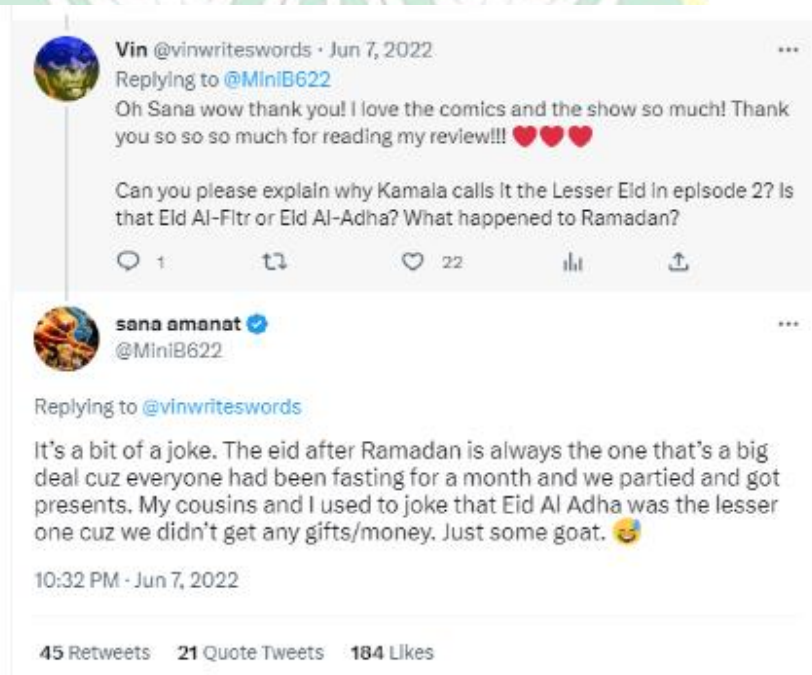 Vin @vinwriteswords · Jun 7, 2022
Replying to @MiniB622
Oh Sana wow thank you! I love the comics and the show so much! Thank
you so so so much for reading my review!!! ❤️❤️❤️
Can you please explain why Kamala calls it the Lesser Eid in episode 2? Is
that Eid Al-Fitr or Eid Al-Adha? What happened to Ramadan?
1 22
sana amanat
@MiniB622
Replying to @vinwriteswords
It's a bit of a joke. The eid after Ramadan is always the one that's a big
deal cuz everyone had been fasting for a month and we partied and got
presents. My cousins and I used to joke that Eid Al Adha was the lesser
one cuz we didn't get any gifts/money. Just some goat. 😅
10:32 PM · Jun 7, 2022
45 Retweets 21 Quote Tweets 184 Likes